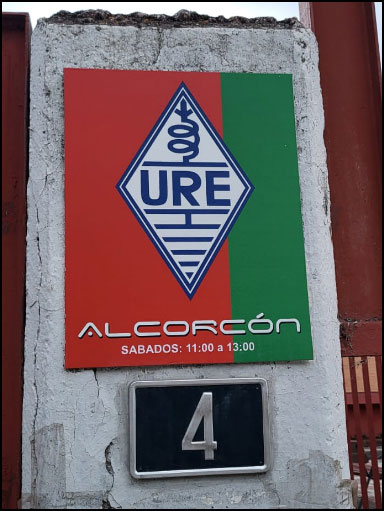 URE
ALCORCÓN
SABADOS: 11:00 a 13:00
4